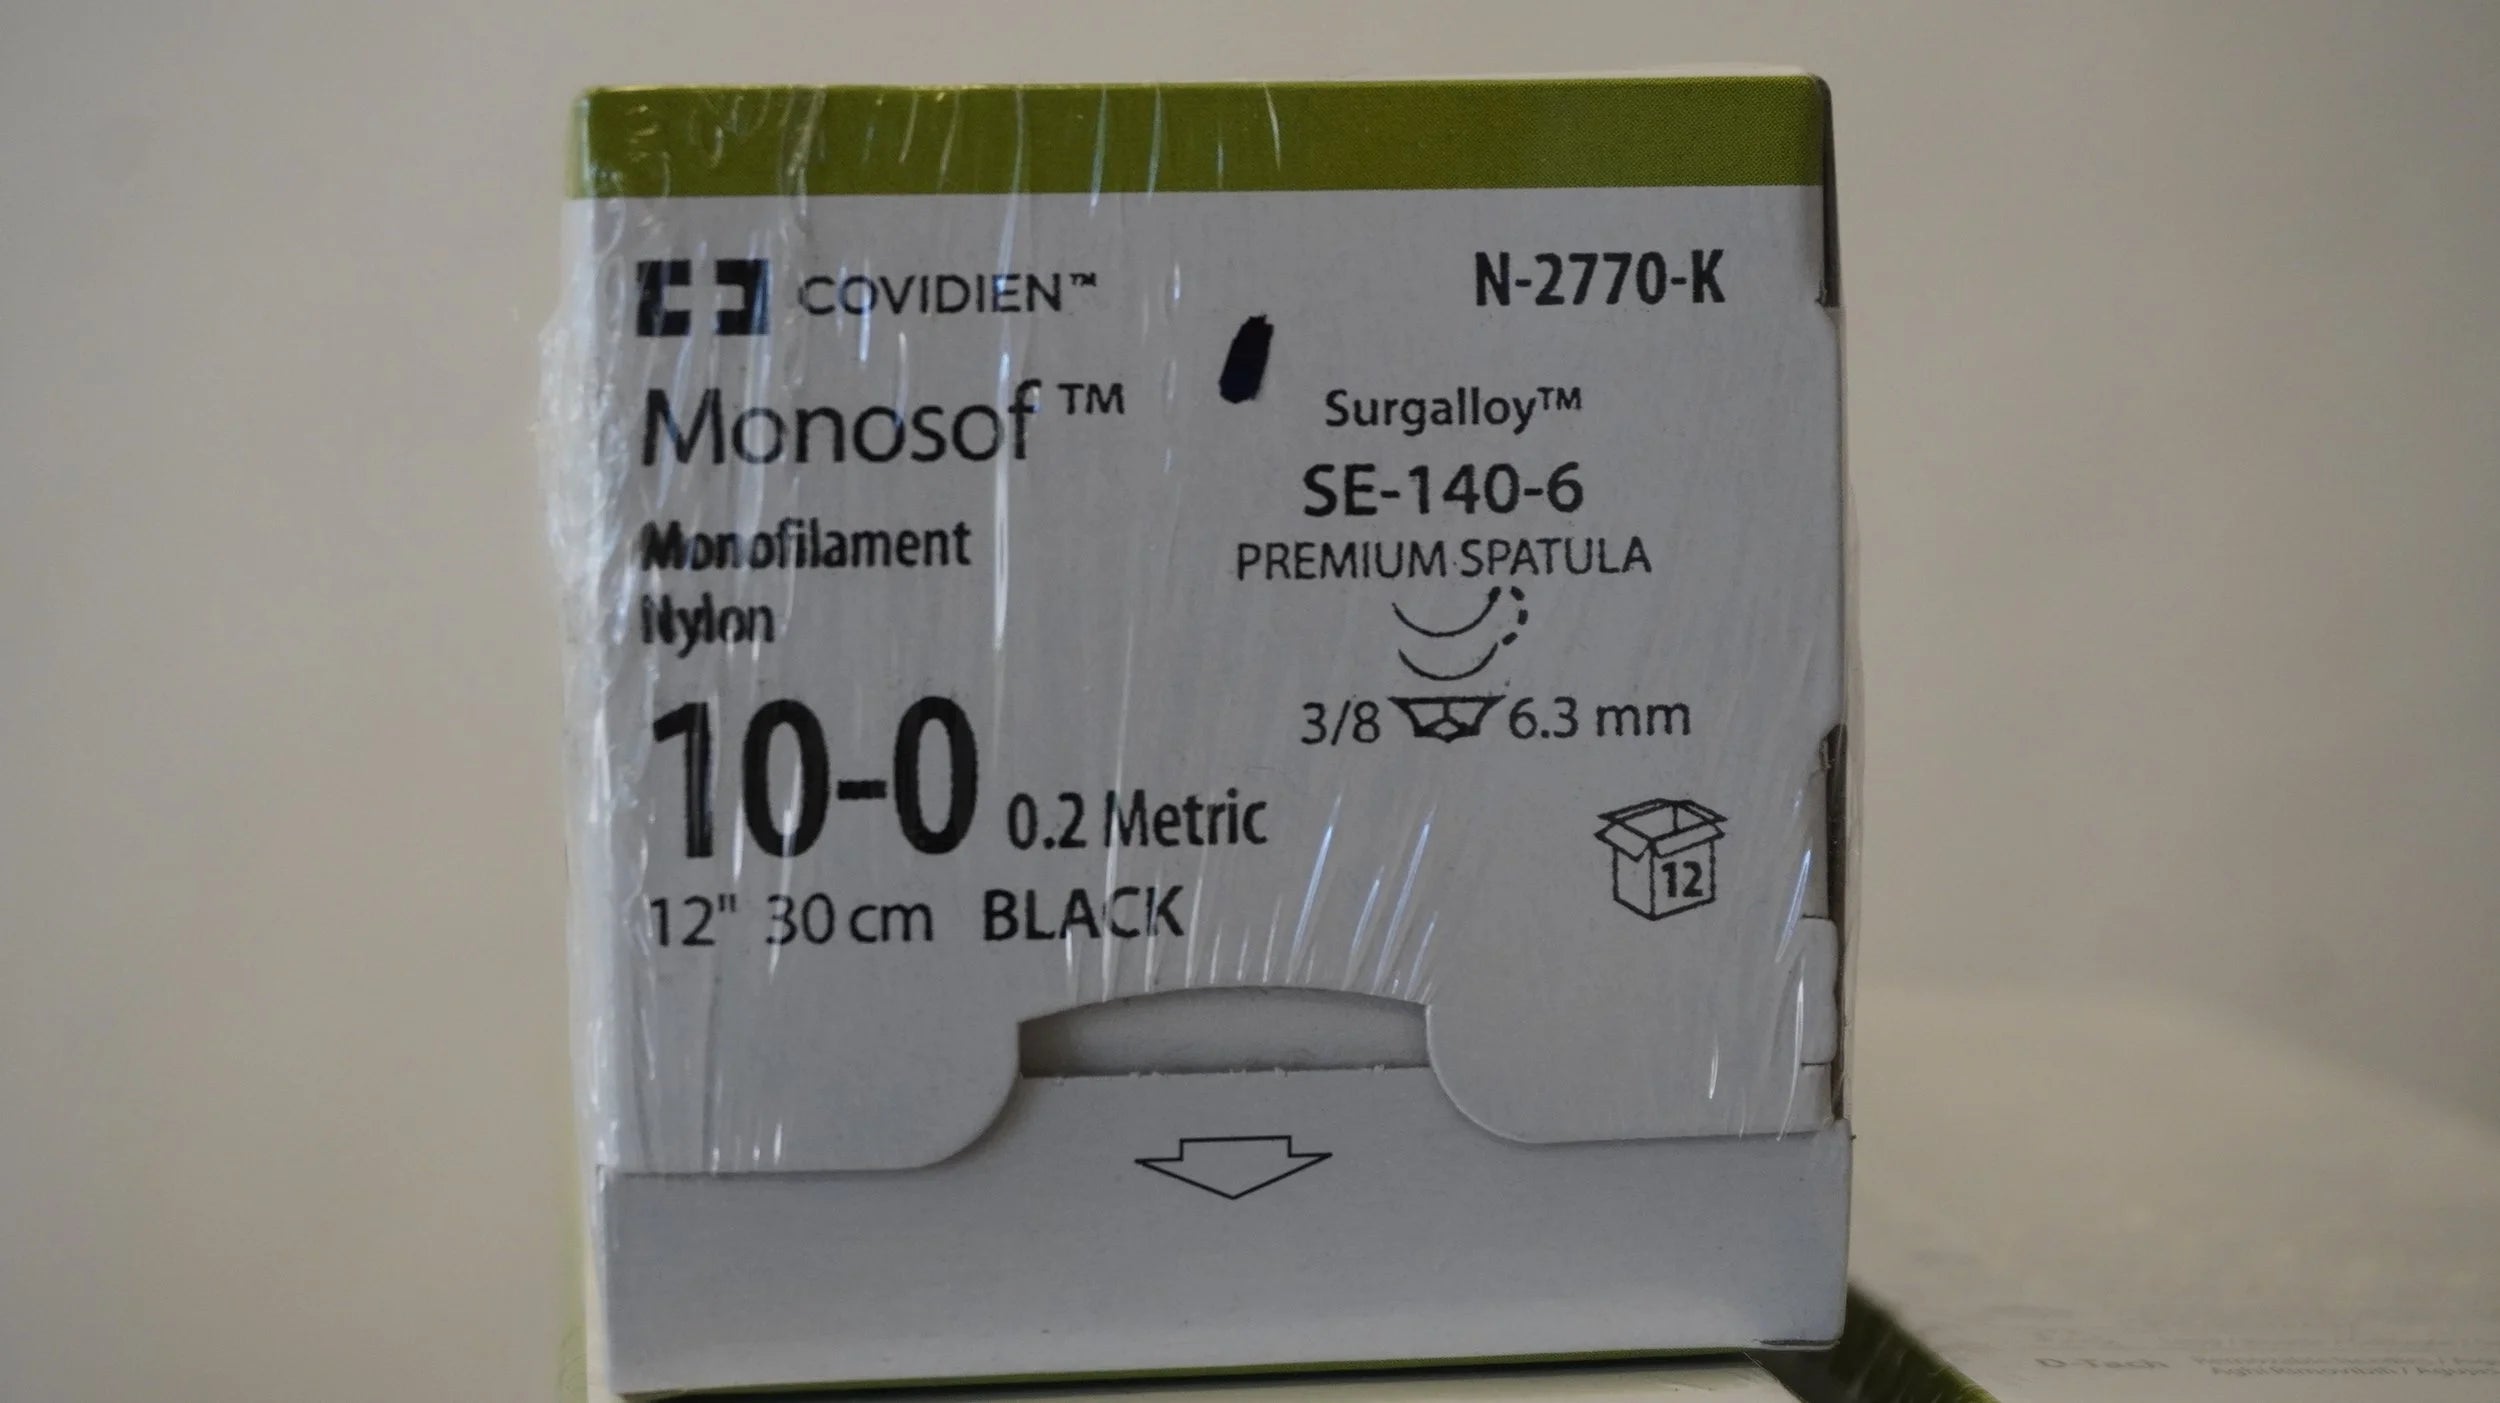 COVIDIEN™
N-2770-K
Monosof™
Surgalloy™
SE-140-6
Monofilament
PREMIUM SPATULA
Nylon
3/8 6.3 mm
10-0 0.2 Metric
12
12" 30 cm BLACK
D-Tach